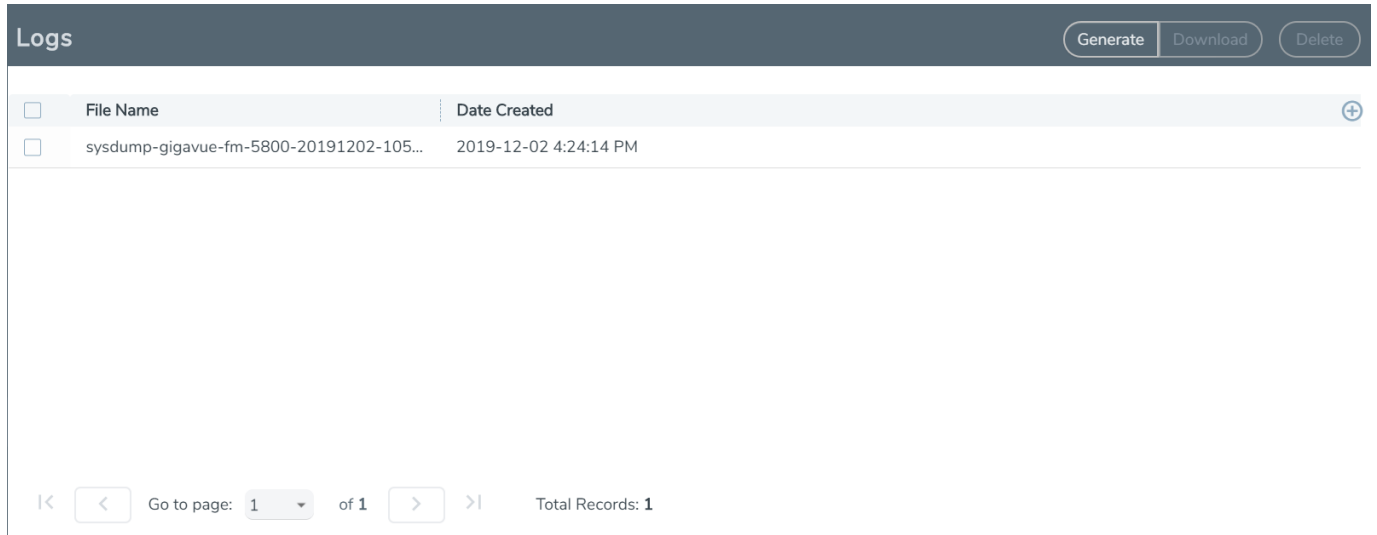 Logs Generate Download Delete
File Name Date Created
sysdump-gigavue-fm-5800-20191202-105... 2019-12-02 4:24:14 PM
Go to page: 1 of 1 Total Records: 1